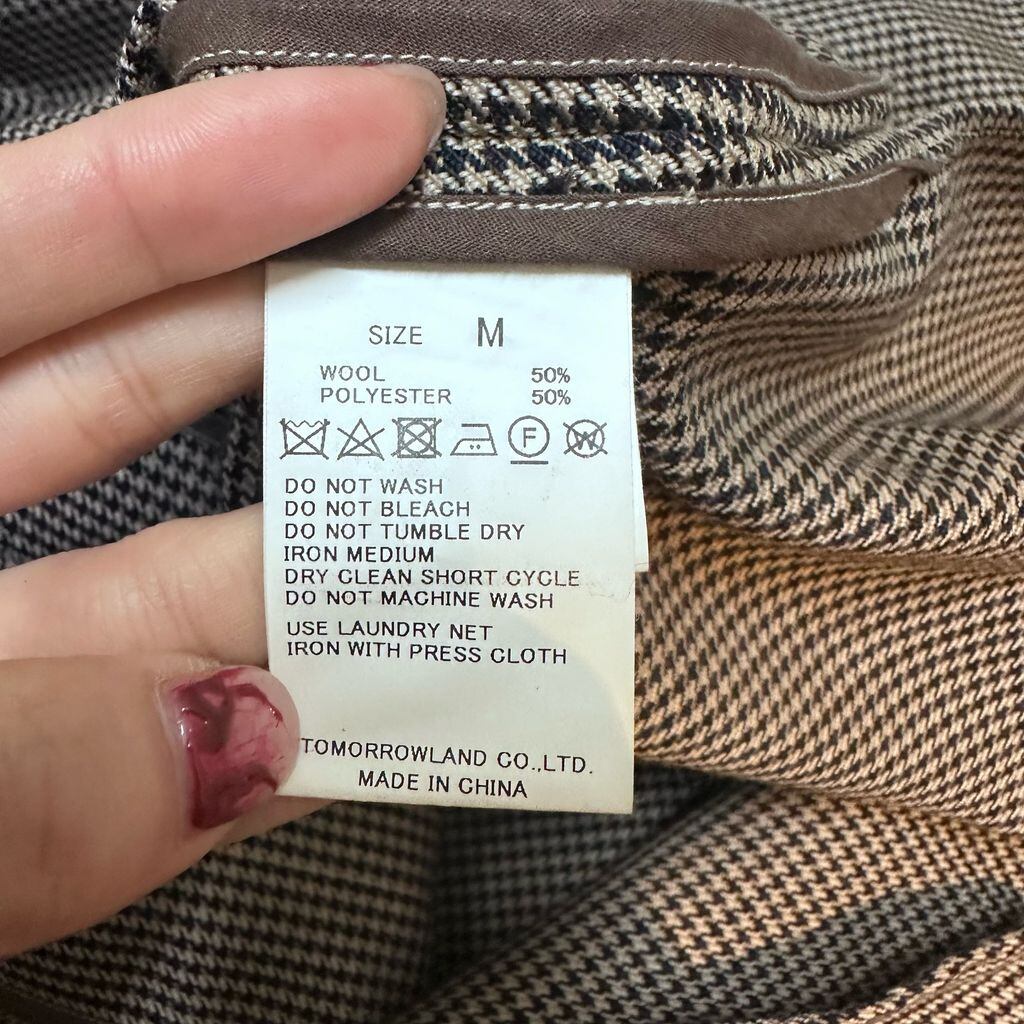 SIZE M
WOOL 50%
POLYESTER 50%
F W
DO NOT WASH
DO NOT BLEACH
DO NOT TUMBLE DRY
IRON MEDIUM
DRY CLEAN SHORT CYCLE
DO NOT MACHINE WASH
USE LAUNDRY NET
IRON WITH PRESS CLOTH
TOMORROWLAND CO.,LTD.
MADE IN CHINA